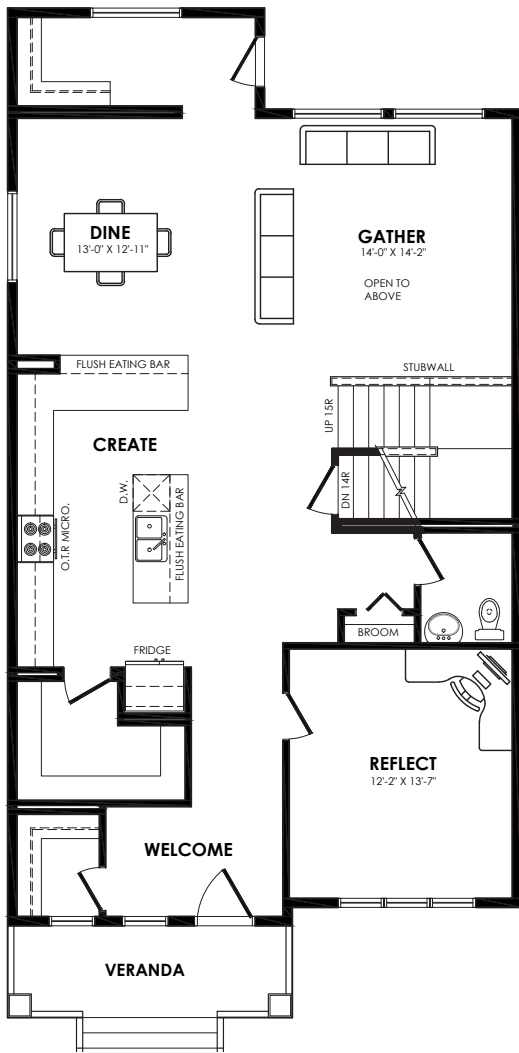 DINE
13'-0" X 12'-11"
GATHER
14'-0" X 14'-2"
OPEN TO
ABOVE
FLUSH EATING BAR
STUBWALL
UP 15R
CREATE
DN 14R
D.W.
FLUSH EATING BAR
O.T.R MICRO.
BROOM
FRIDGE
REFLECT
12'-2" X 13'-7"
WELCOME
VERANDA